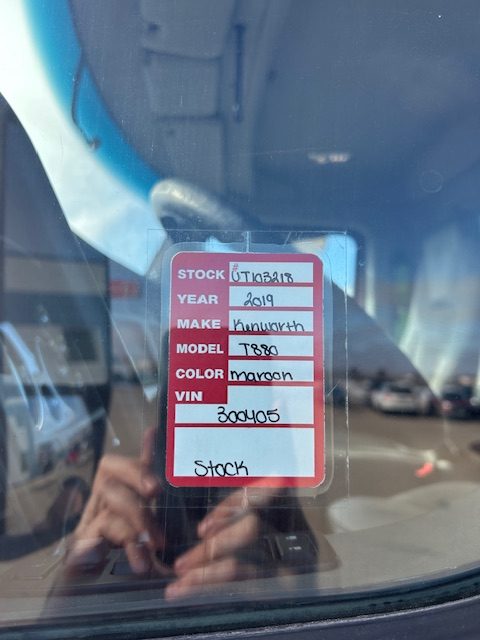 STOCK # UT103218
YEAR 2019
MAKE Kenworth
MODEL T880
COLOR maroon
VIN
300405
Stock